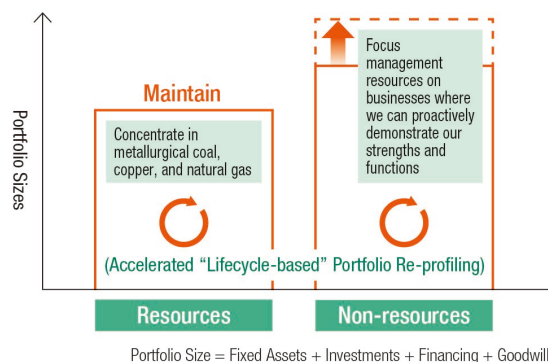 Portfolio Sizes
Maintain
Concentrate in
metallurgical coal,
copper, and natural gas
Focus
management
resources on
businesses where
we can proactively
demonstrate our
strengths and
functions
(Accelerated “Lifecycle-based” Portfolio Re-profiling)
Resources
Non-resources
Portfolio Size = Fixed Assets + Investments + Financing + Goodwill